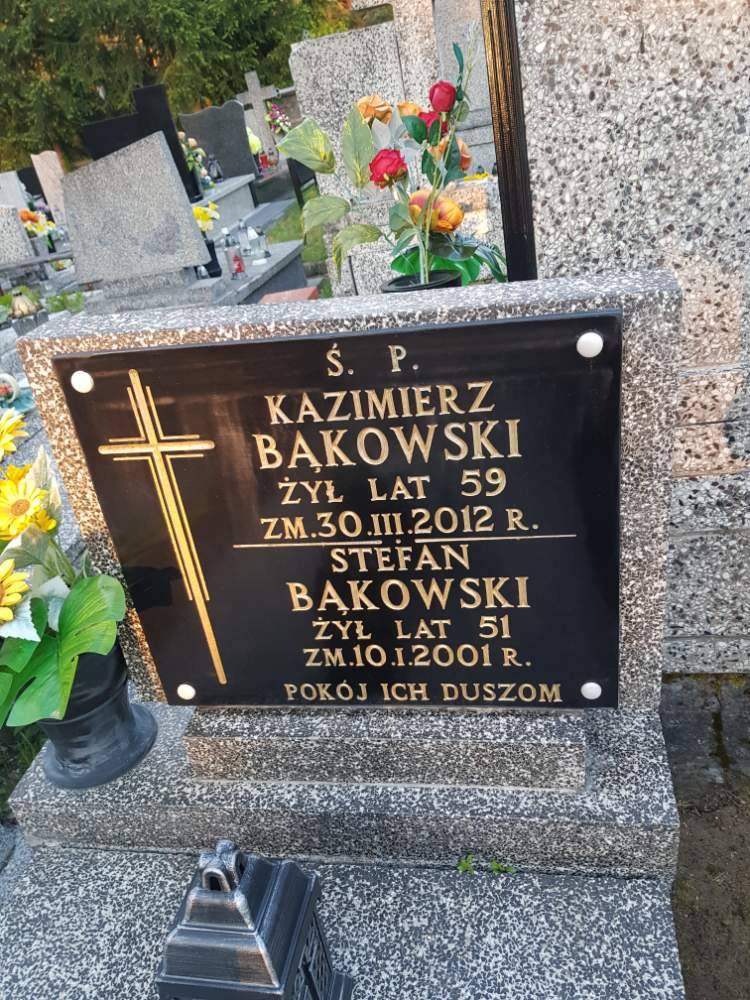 Ś. P.
KAZIMIERZ
BĄKOWSKI
ŻYŁ LAT 59
ZM.30.III.2012 R.
STEFAN
BĄKOWSKI
ŻYŁ LAT 51
ZM.10.I.2001 R.
POKÓJ ICH DUSZOM